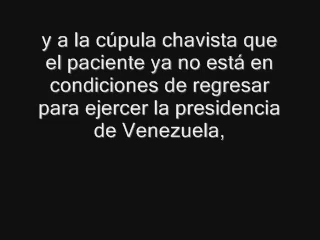 y a la cúpula chavista que
el paciente ya no está en
condiciones de regresar
para ejercer la presidencia
de Venezuela,